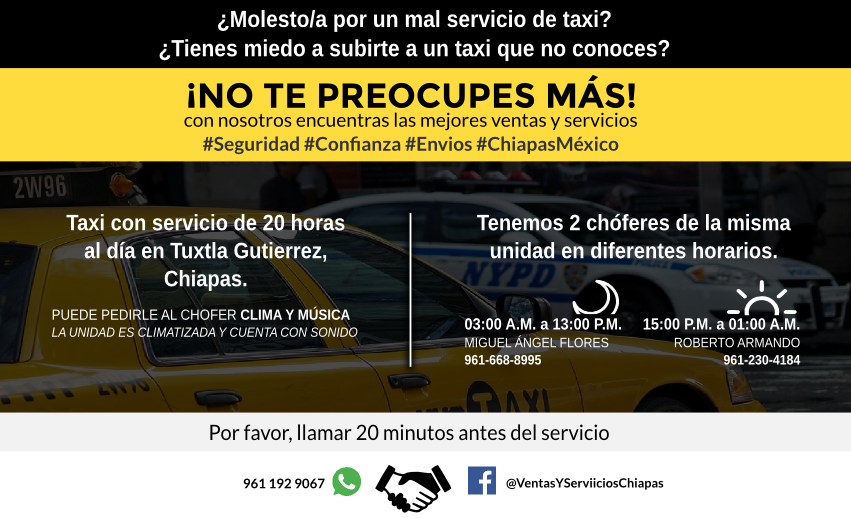 ¿Molesto/a por un mal servicio de taxi?
¿Tienes miedo a subirte a un taxi que no conoces?
¡NO TE PREOCUPES MÁS!
con nosotros encuentras las mejores ventas y servicios
#Seguridad #Confianza #Envios #ChiapasMéxico
2W96
Taxi con servicio de 20 horas
al día en Tuxtla Gutierrez,
Chiapas.
PUEDE PEDIRLE AL CHOFER CLIMA Y MÚSICA
LA UNIDAD ES CLIMATIZADA Y CUENTA CON SONIDO
Tenemos 2 chóferes de la misma
unidad en diferentes horarios.
NYPD
03:00 A.M. a 13:00 P.M.
MIGUEL ÁNGEL FLORES
961-668-8995
15:00 P.M. a 01:00 A.M.
ROBERTO ARMANDO
961-230-4184
NYC TAXI
Por favor, llamar 20 minutos antes del servicio
961 192 9067
@VentasYServiiciosChiapas